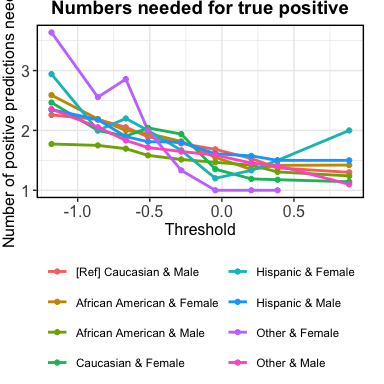 Numbers needed for true positive
Number of positive predictions
3
2
1
-1.0
-0.5
0.0
0.5
Threshold
[Ref] Caucasian & Male
African American & Female
African American & Male
Caucasian & Female
Hispanic & Female
Hispanic & Male
Other & Female
Other & Male